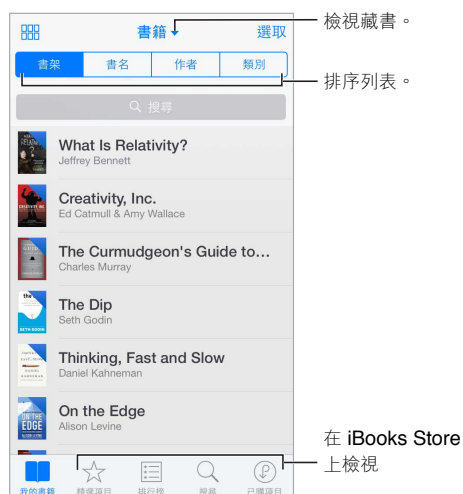 書籍 選取
檢視藏書。
書架 書名 作者 類別
排序列表。
搜尋
What Is Relativity?
Jeffrey Bennett
Creativity, Inc.
Ed Catmull & Amy Wallace
The Curmudgeon's Guide to…
Charles Murray
The Dip
Seth Godin
Thinking, Fast and Slow
Daniel Kahneman
On the Edge
Alison Levine
在 iBooks Store
上檢視
我的書籍 精選項目 排行榜 搜尋 已購項目